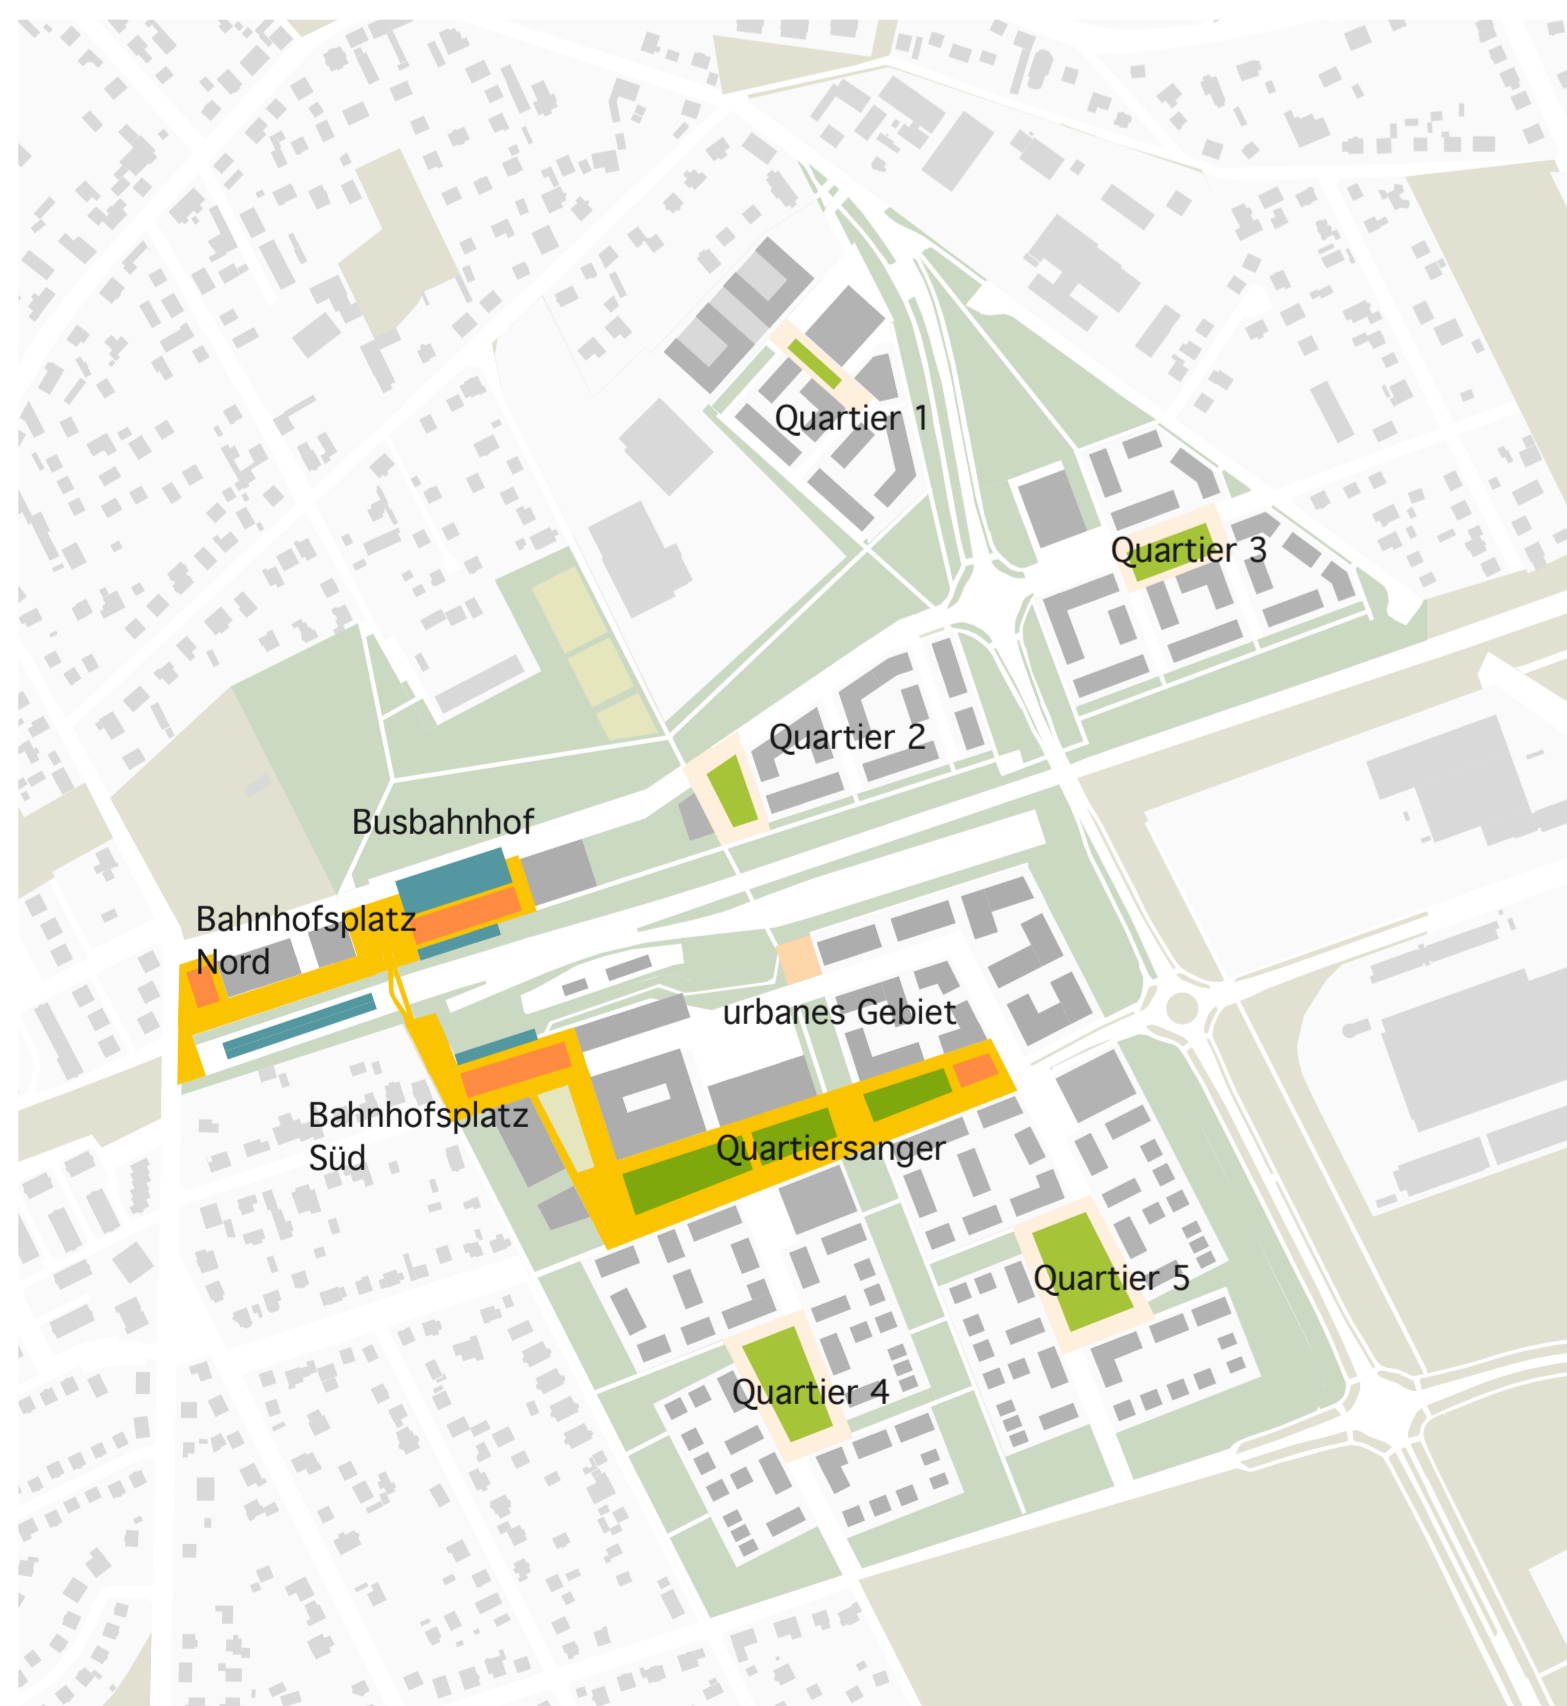 Quartier 1
Quartier 3
Quartier 2
Busbahnhof
Bahnhofsplatz
Nord
urbanes Gebiet
Bahnhofsplatz
Süd
Quartiersanger
Quartier 5
Quartier 4